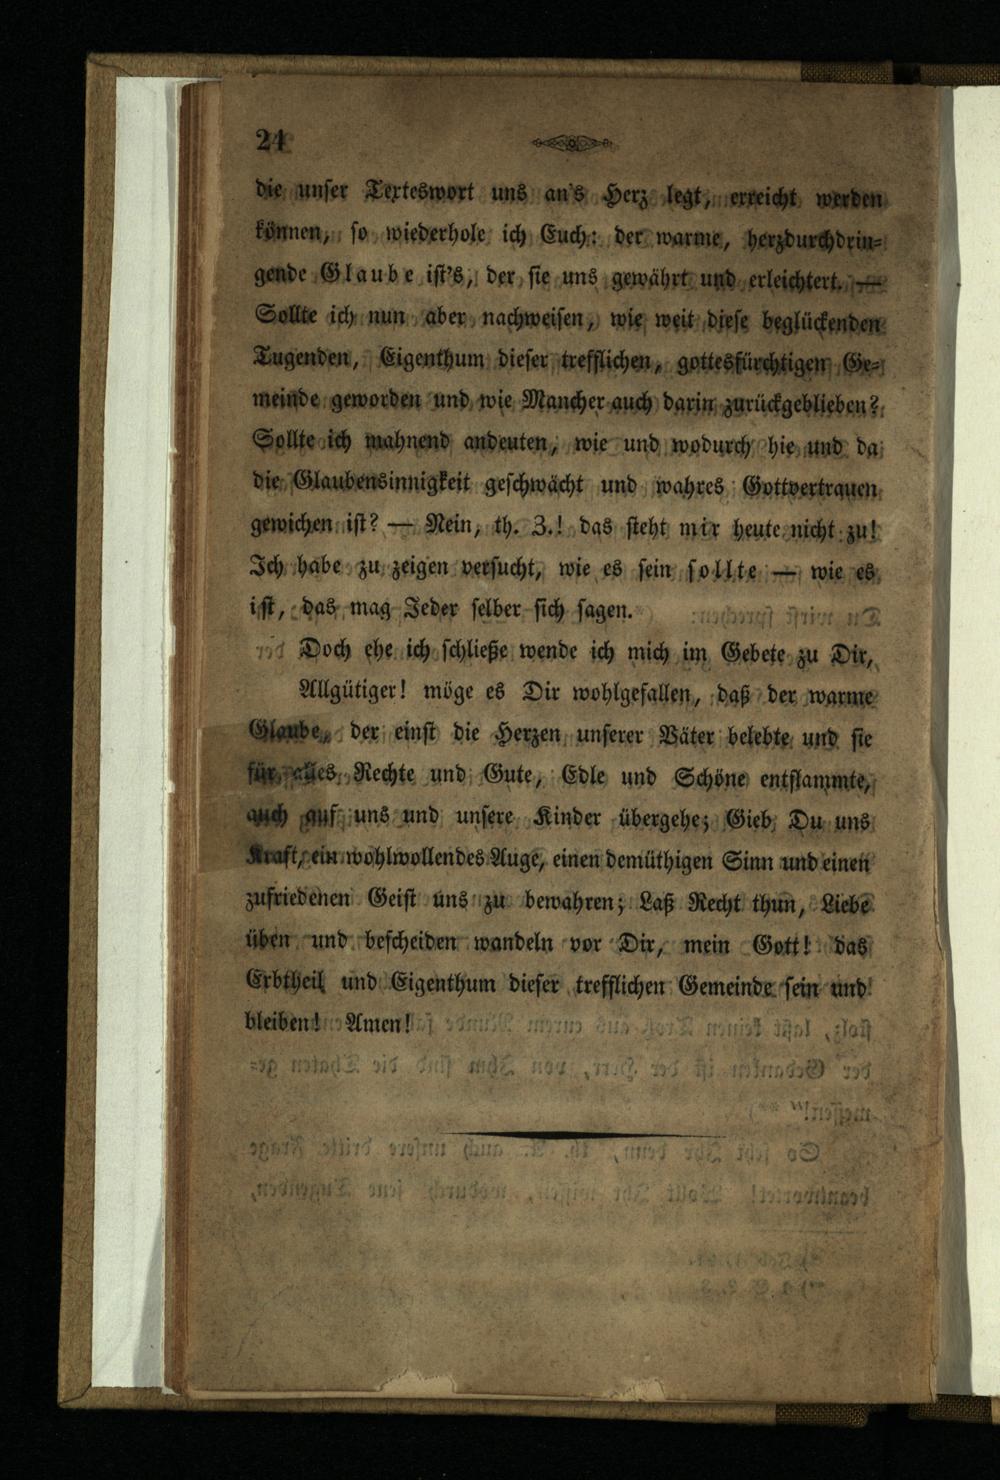 24
die unser Texteswort uns an's Herz legt, erreicht werden
können, so wiederhole ich Euch: der warme, herzdurchdrin=
gende Glaube ist's, der sie uns gewährt und erleichtert. —
Sollte ich nun aber nachweisen, wie weit diese beglückenden
Tugenden, Eigenthum dieser trefflichen, gottesfürchtigen Ge=
meinde geworden und wie Mancher auch darin zurückgeblieben?
Sollte ich mahnend andeuten, wie und wodurch hie und da
die Glaubensinnigkeit geschwächt und wahres Gottvertrauen
gewichen ist? — Nein, th. Z.! das steht mir heute nicht zu!
Ich habe zu zeigen versucht, wie es sein sollte — wie es
ist, das mag Jeder selber sich sagen.
Doch ehe ich schließe wende ich mich im Gebete zu Dir,
Allgütiger! möge es Dir wohlgefallen, daß der warme
Glaube, der einst die Herzen unserer Väter belebte und sie
für alles Rechte und Gute, Edle und Schöne entflammte,
auch auf uns und unsere Kinder übergehe; Gieb Du uns
Kraft, ein wohlwollendes Auge, einen demüthigen Sinn und einen
zufriedenen Geist uns zu bewahren; Laß Recht thun, Liebe
üben und bescheiden wandeln vor Dir, mein Gott! das
Erbtheil und Eigenthum dieser trefflichen Gemeinde sein und
bleiben! Amen!